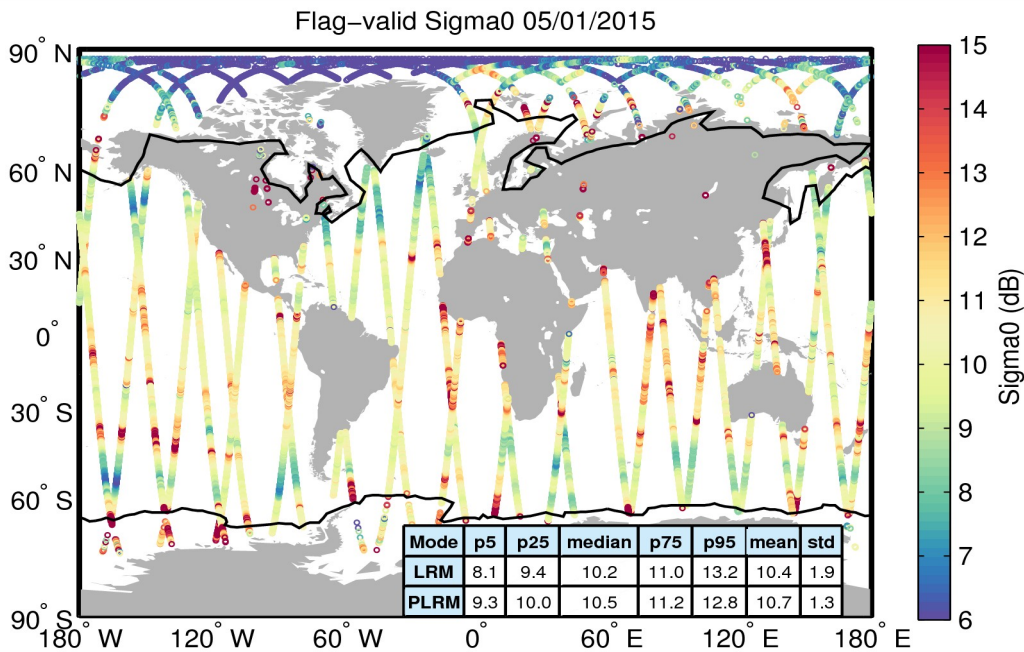 Flag−valid Sigma0 05/01/2015
90° N
60° N
30° N
0°
30° S
60° S
90° S
180° W
120° W
60° W
0°
60° E
120° E
180° E
15
14
13
12
11
10
9
8
7
6
Sigma0 (dB)
Mode p5 p25 median p75 p95 mean std
LRM 8.1 9.4 10.2 11.0 13.2 10.4 1.9
PLRM 9.3 10.0 10.5 11.2 12.8 10.7 1.3